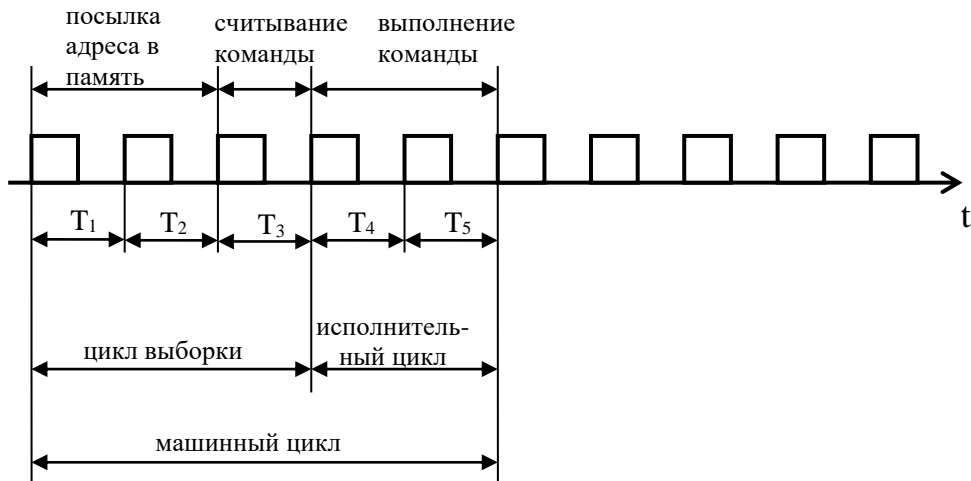 посылка
адреса в
память
считывание
команды
выполнение
команды
T₁
T₂
T₃
T₄
T₅
t
цикл выборки
исполнитель-
ный цикл
машинный цикл